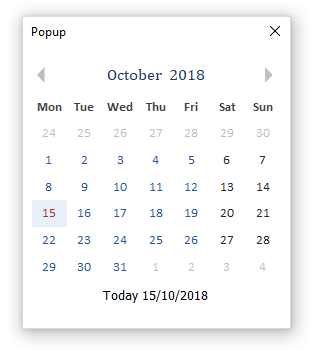 Popup
October 2018
Mon Tue Wed Thu Fri Sat Sun
24 25 26 27 28 29 30
1 2 3 4 5 6 7
8 9 10 11 12 13 14
15 16 17 18 19 20 21
22 23 24 25 26 27 28
29 30 31 1 2 3 4
Today 15/10/2018